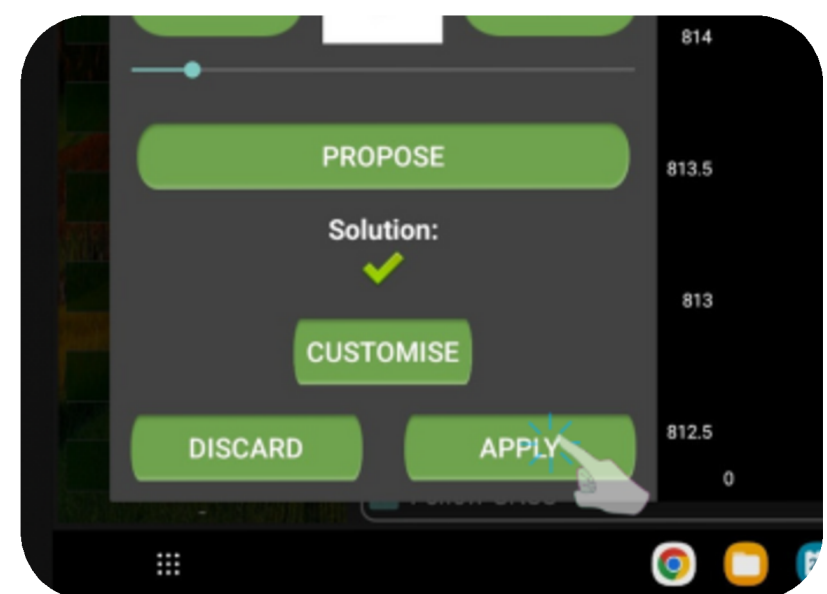 814
PROPOSE
813.5
Solution:
813
CUSTOMISE
812.5
DISCARD
APPLY
0